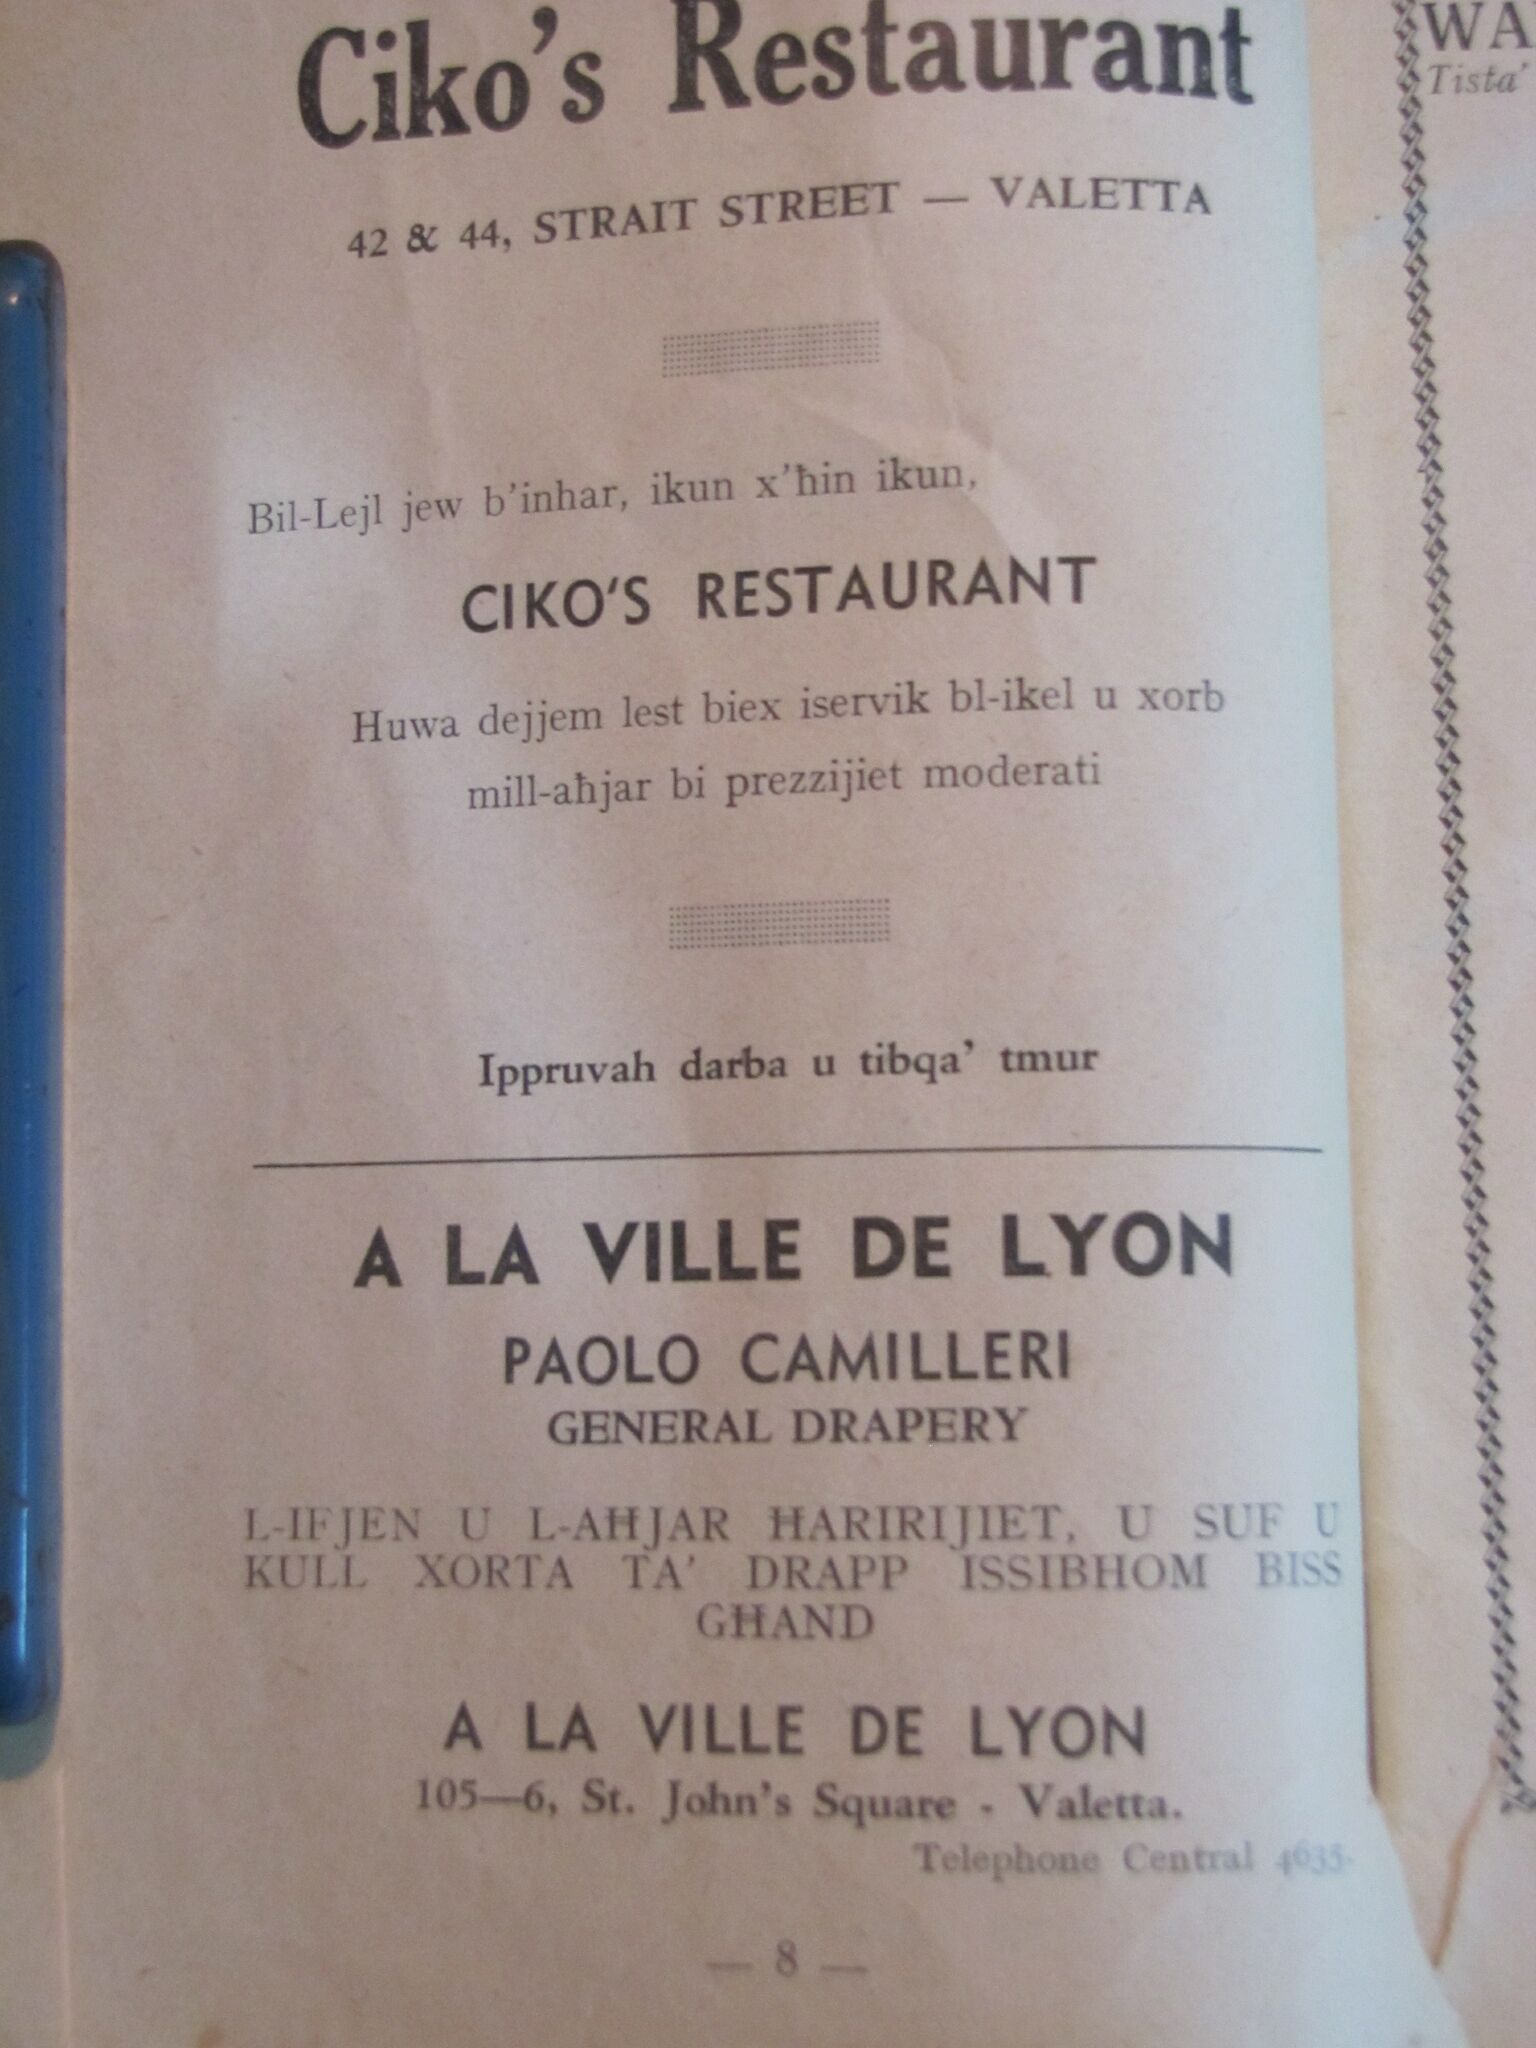 Ciko's Restaurant
42 & 44, STRAIT STREET — VALETTA
Bil-Lejl jew b'inhar, ikun x'ħin ikun,
CIKO'S RESTAURANT
Huwa dejjem lest biex iservik bl-ikel u xorb
mill-aħjar bi prezzijiet moderati
Ippruvah darba u tibqa' tmur
A LA VILLE DE LYON
PAOLO CAMILLERI
GENERAL DRAPERY
L-IFJEN U L-AĦJAR ĦARIRIJIET, U SUF U
KULL XORTA TA' DRAPP ISSIBHOM BISS
GĦAND
A LA VILLE DE LYON
105—6, St. John's Square - Valetta.
Telephone Central 4635.
— 8 —
Tista'